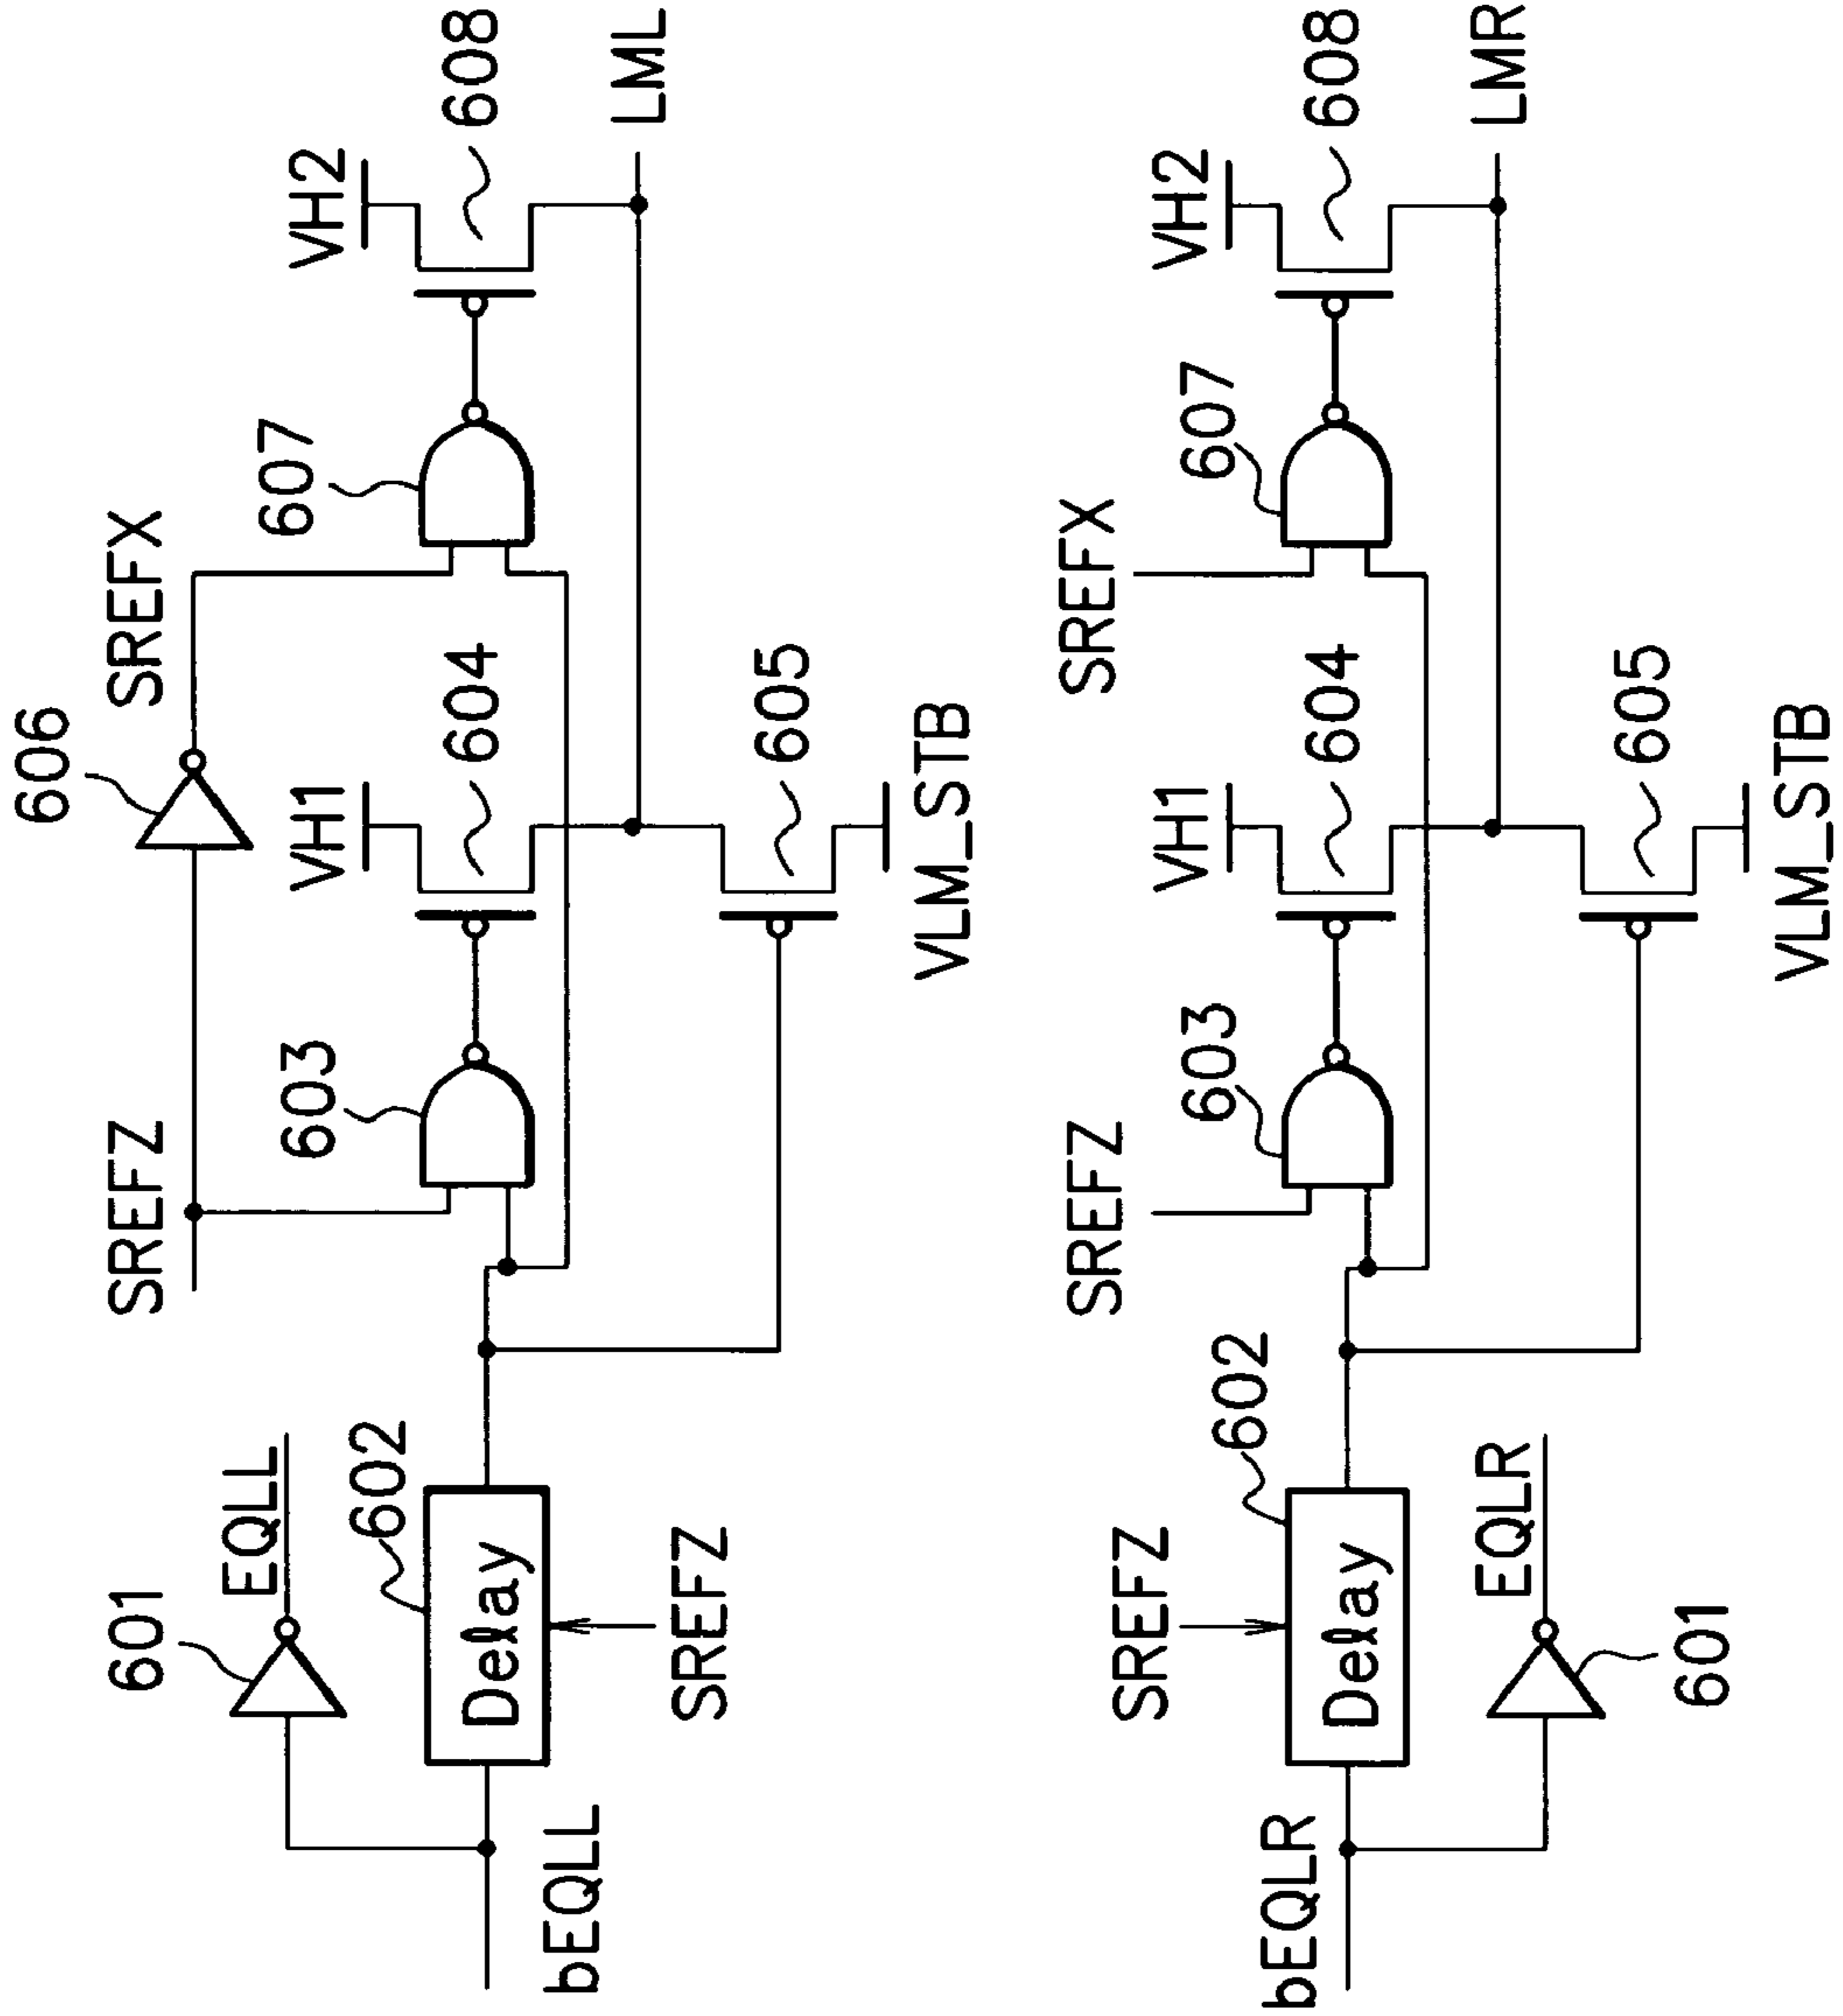 bEQLL
601
EQLL
602
Delay
SREFZ
SREFZ
603
606
SREFX
VH1
604
605
VLM_STB
607
VH2
608
LML
bEQLR
601
EQLR
602
Delay
SREFZ
SREFZ
603
SREFX
VH1
604
605
VLM_STB
607
VH2
608
LMR